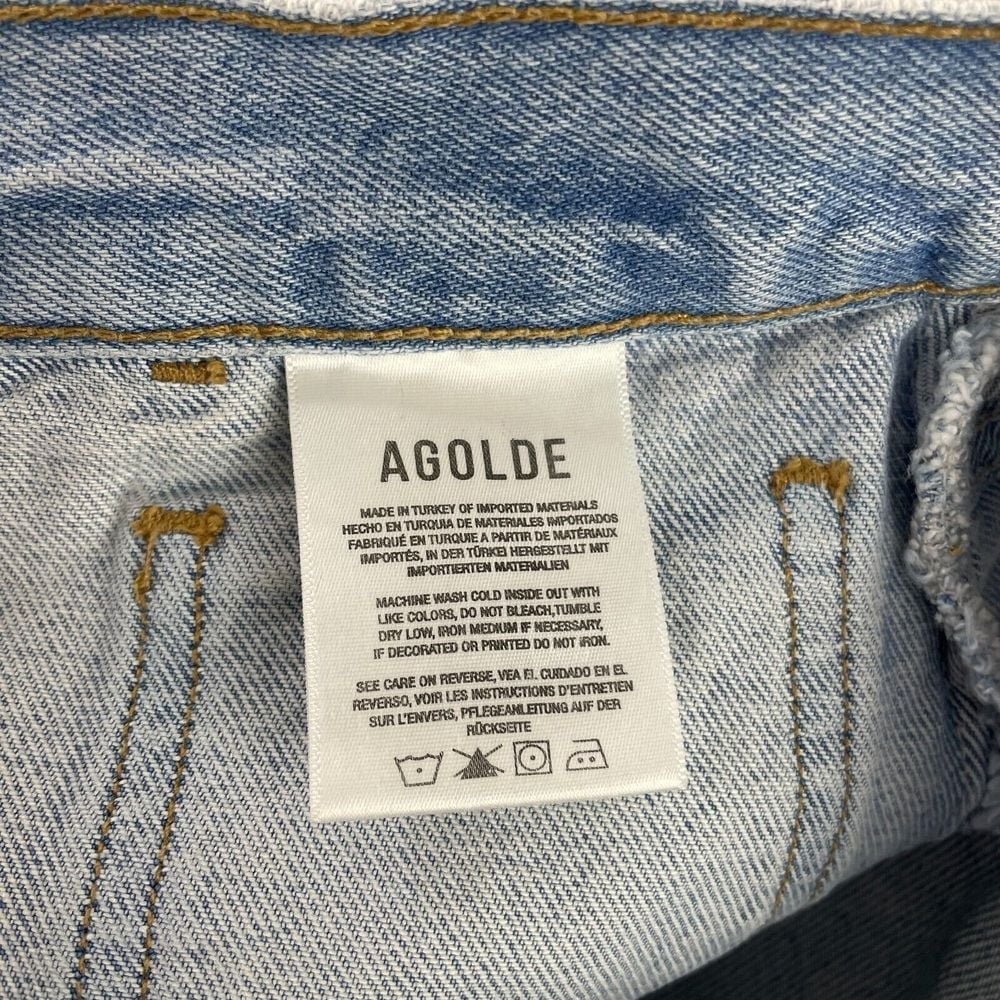 AGOLDE
MADE IN TURKEY OF IMPORTED MATERIALS
HECHO EN TURQUIA DE MATERIALES IMPORTADOS
FABRIQUÉ EN TURQUIE A PARTIR DE MATÉRIAUX
IMPORTÉS, IN DER TÜRKEI HERGESTELLT MIT
IMPORTIERTEN MATERIALIEN
MACHINE WASH COLD INSIDE OUT WITH
LIKE COLORS, DO NOT BLEACH,TUMBLE
DRY LOW, IRON MEDIUM IF NECESSARY,
IF DECORATED OR PRINTED DO NOT IRON.
SEE CARE ON REVERSE, VEA EL CUIDADO EN EL
REVERSO, VOIR LES INSTRUCTIONS D'ENTRETIEN
SUR L'ENVERS, PFLEGEANLEITUNG AUF DER
RÜCKSEITE